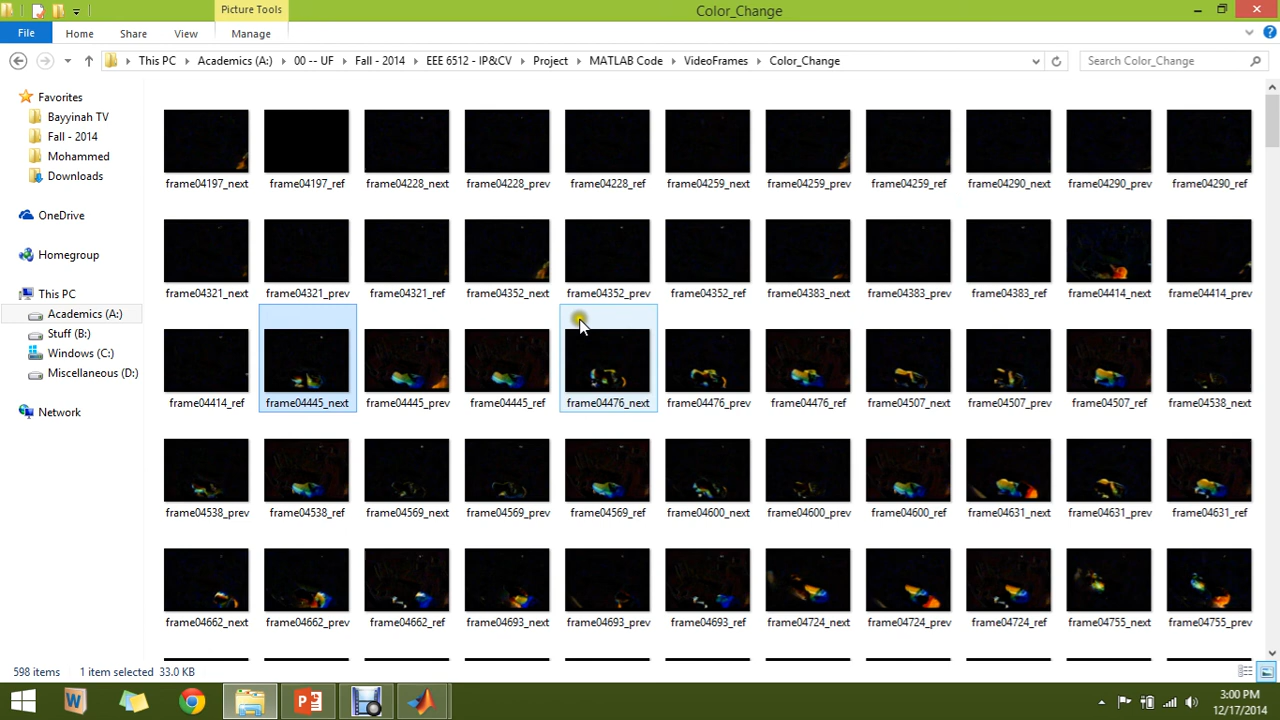 Picture Tools
Color_Change
File Home Share View Manage
This PC Academics (A:) 00 -- UF Fall - 2014 EEE 6512 - IP&CV Project MATLAB Code VideoFrames Color_Change
Search Color_Change
Favorites
Bayyinah TV
Fall - 2014
Mohammed
Downloads
OneDrive
Homegroup
This PC
Academics (A:)
Stuff (B:)
Windows (C:)
Miscellaneous (D:)
Network
frame04197_next frame04197_ref frame04228_next frame04228_prev frame04228_ref frame04259_next frame04259_prev frame04259_ref frame04290_next frame04290_prev frame04290_ref
frame04321_next frame04321_prev frame04321_ref frame04352_next frame04352_prev frame04352_ref frame04383_next frame04383_prev frame04383_ref frame04414_next frame04414_prev
frame04414_ref frame04445_next frame04445_prev frame04445_ref frame04476_next frame04476_prev frame04476_ref frame04507_next frame04507_prev frame04507_ref frame04538_next
frame04538_prev frame04538_ref frame04569_next frame04569_prev frame04569_ref frame04600_next frame04600_prev frame04600_ref frame04631_next frame04631_prev frame04631_ref
frame04662_next frame04662_prev frame04662_ref frame04693_next frame04693_prev frame04693_ref frame04724_next frame04724_prev frame04724_ref frame04755_next frame04755_prev
598 items 1 item selected 33.0 KB
3:00 PM
12/17/2014